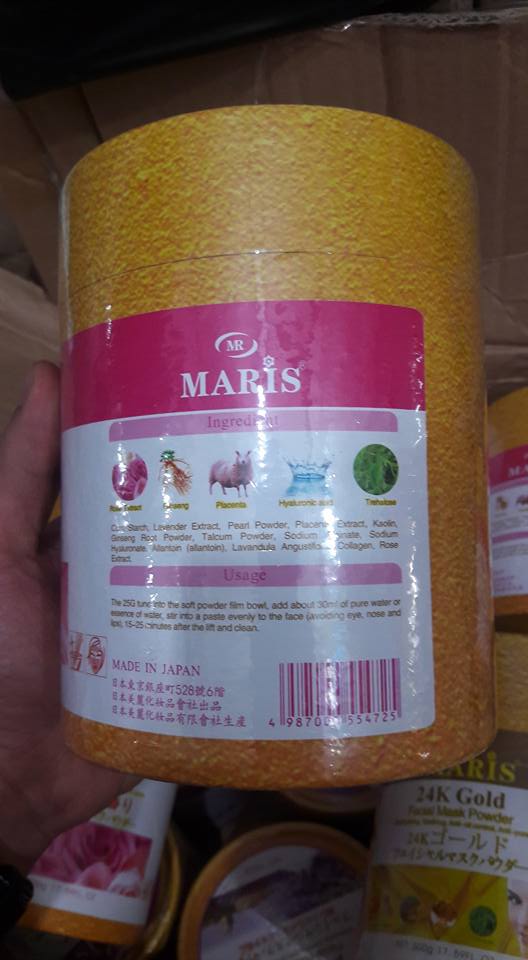 MR
MARIS®
Ingredient
Rose Extract
Ginseng
Placenta
Hyaluronic acid
Trehalose
Starch, Lavender Extract, Pearl Powder, Placenta Extract, Kaolin,
Ginseng Root Powder, Talcum Powder, Sodium Alginate, Sodium
Hyaluronate, Allantoin (allantoin), Lavandula Angustifolia, Collagen, Rose
Extract.
Usage
The 25G tune into the soft powder film bowl, add about 30ml of pure water or
essence of water, stir into a paste evenly to the face (avoiding eye, nose and
lips), 15-25 minutes after the lift and clean.
MADE IN JAPAN
日本東京銀座町528號6階
日本美麗化妝品會社出品
日本美麗化妝品有限會社生産
554725
MARIS
24K Gold
Facial Mask Powder
24Kゴールド
フェイシャルマスクパウダー